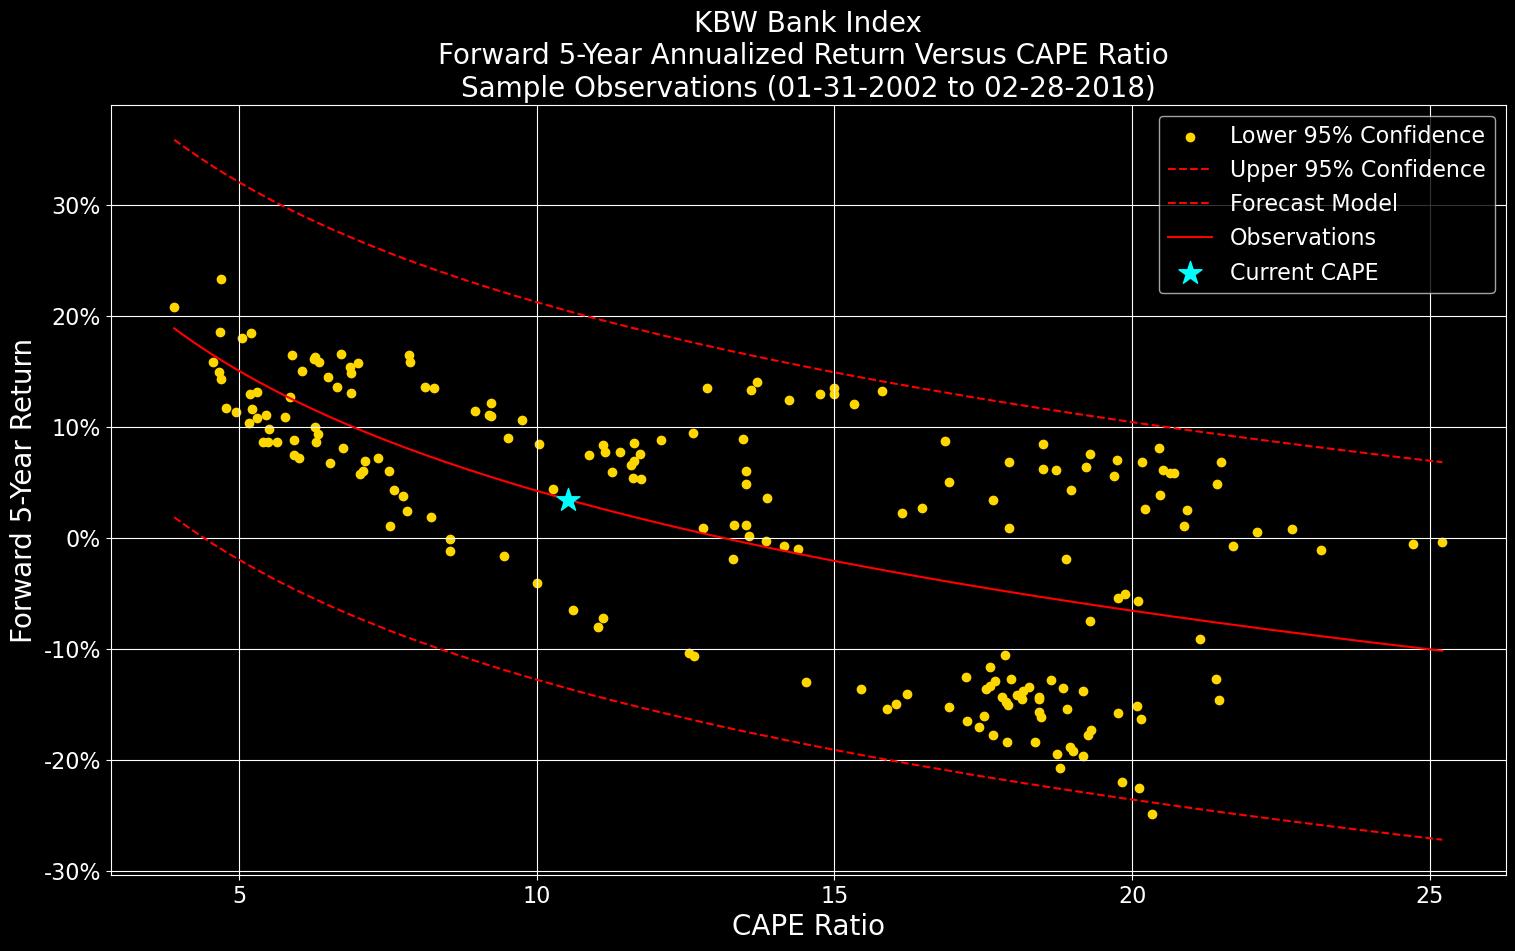 KBW Bank Index
Forward 5-Year Annualized Return Versus CAPE Ratio
Sample Observations (01-31-2002 to 02-28-2018)
Lower 95% Confidence
Upper 95% Confidence
Forecast Model
Observations
Current CAPE
Forward 5-Year Return
30%
20%
10%
0%
-10%
-20%
-30%
5 10 15 20 25
CAPE Ratio